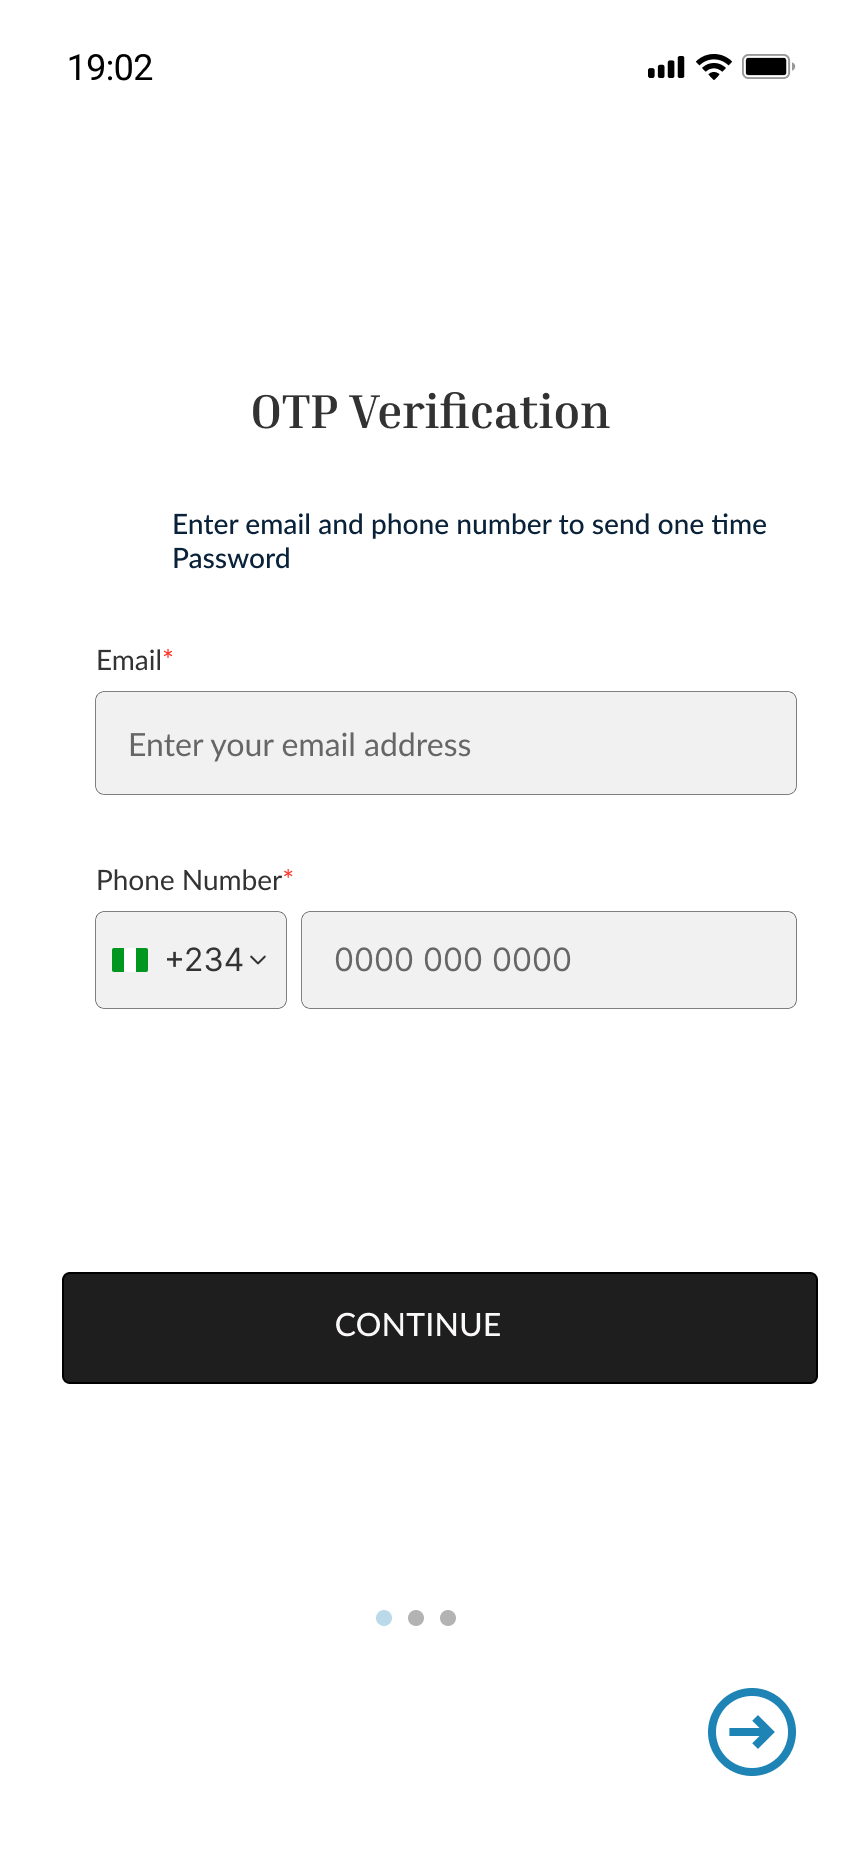 19:02
OTP Verification
Enter email and phone number to send one time
Password
Email*
Enter your email address
Phone Number*
+234 0000 000 0000
CONTINUE